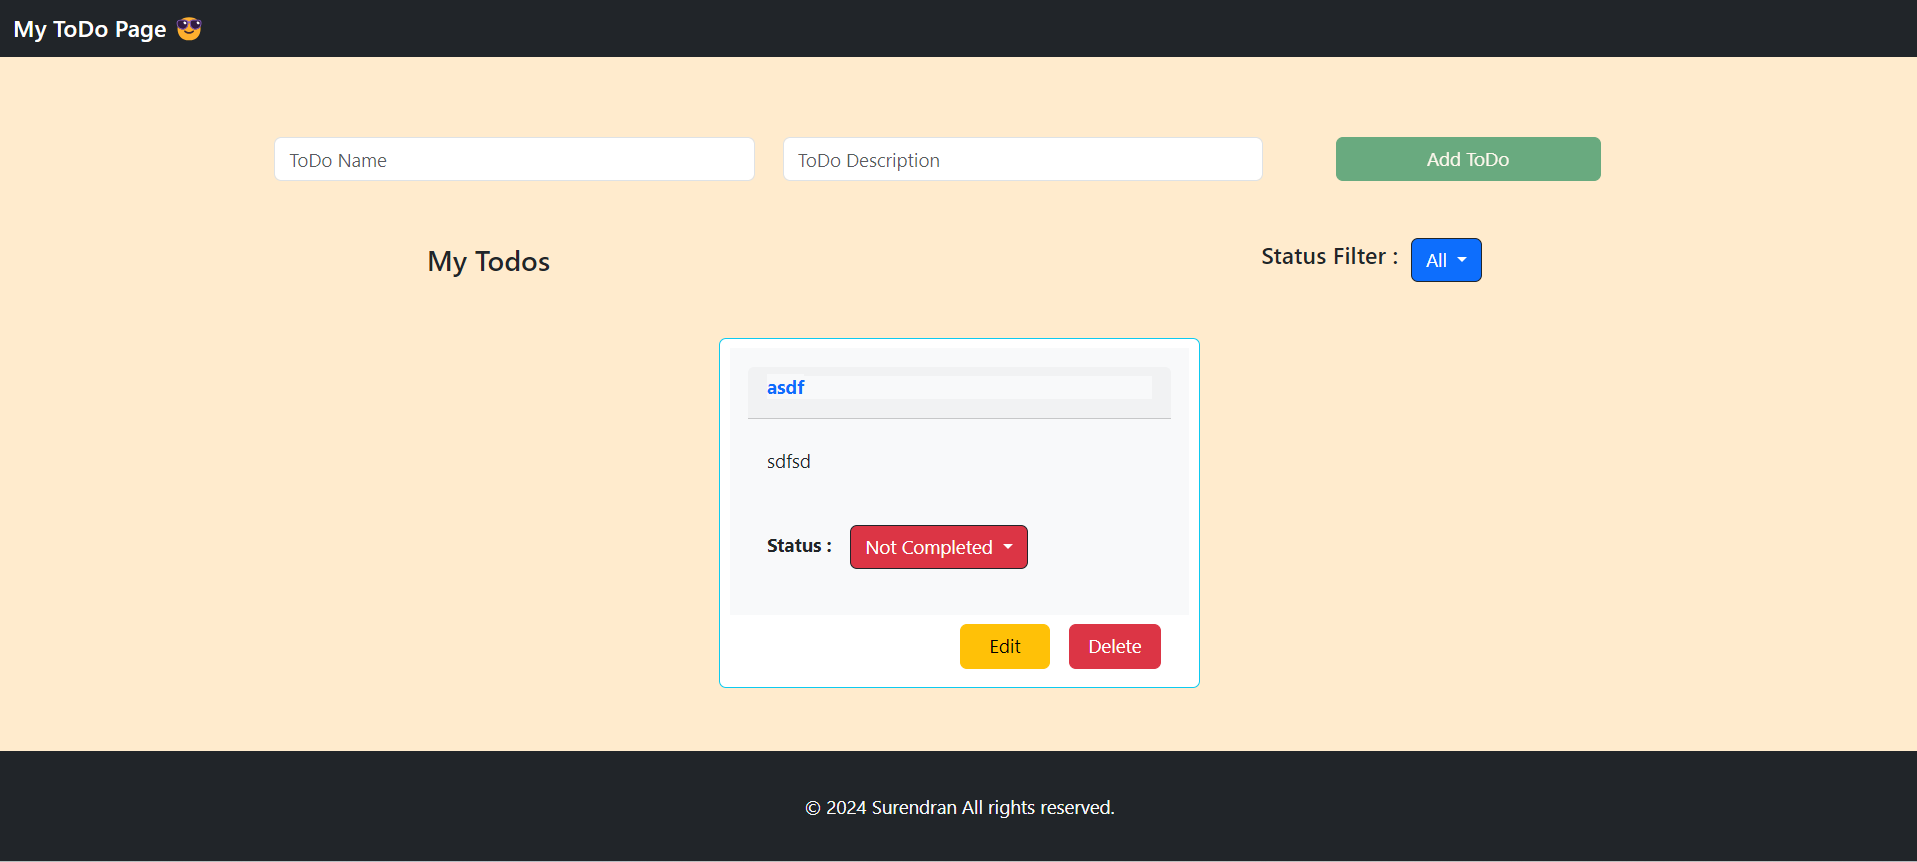 My ToDo Page 😎
ToDo Name
ToDo Description
Add ToDo
My Todos
Status Filter :
All
asdf
sdfsd
Status :
Not Completed
Edit
Delete
© 2024 Surendran All rights reserved.